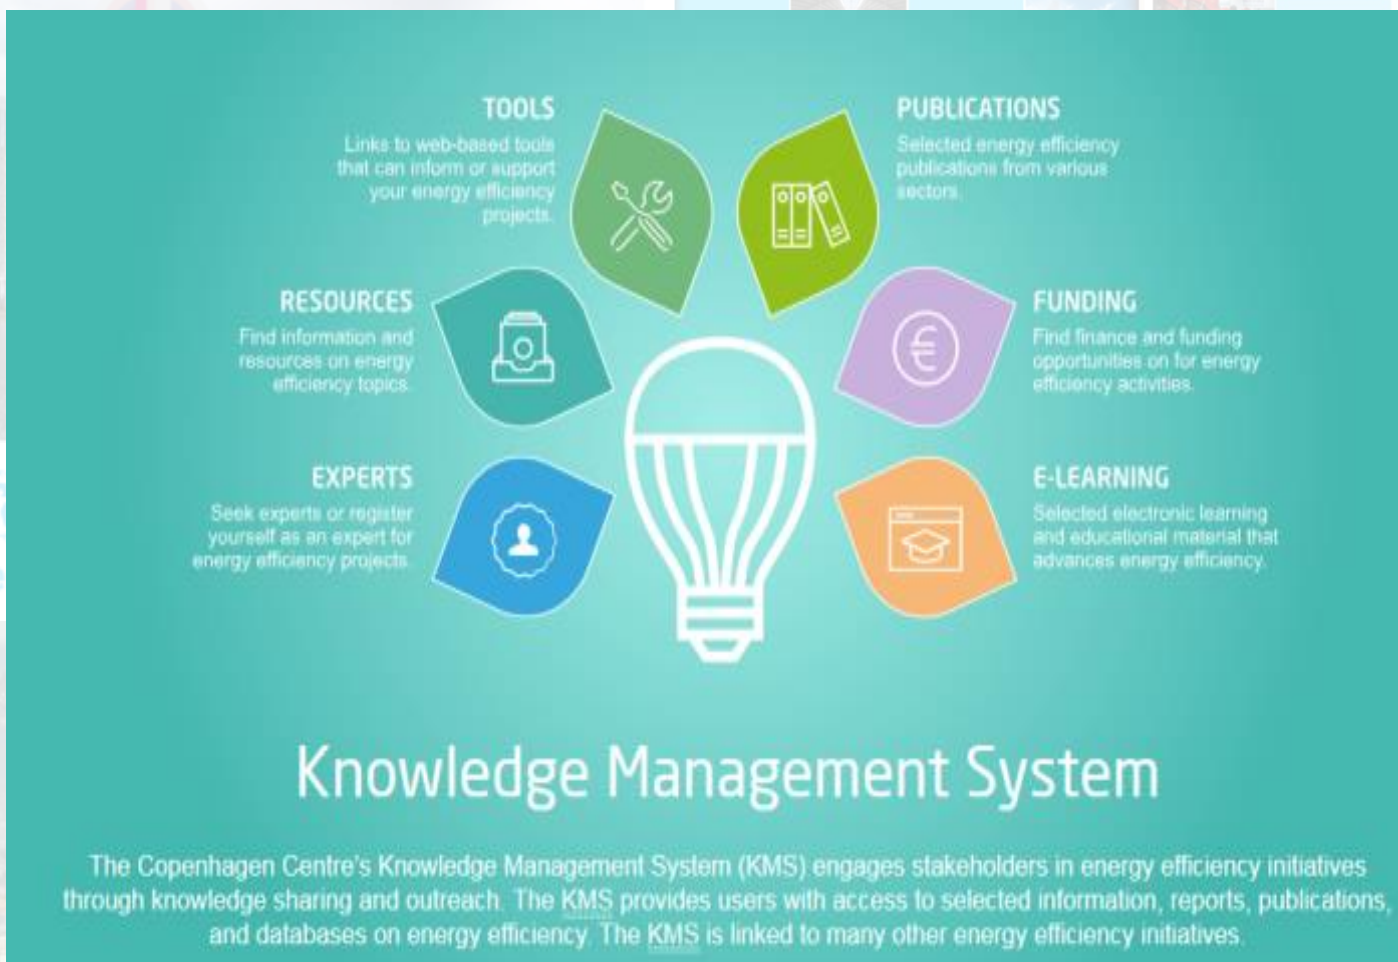 TOOLS
Links to web-based tools
that can inform or support
your energy efficiency
projects.
PUBLICATIONS
Selected energy efficiency
publications from various
sectors.
RESOURCES
Find information and
resources on energy
efficiency topics.
FUNDING
Find finance and funding
opportunities on for energy
efficiency activities.
EXPERTS
Seek experts or register
yourself as an expert for
energy efficiency projects.
E-LEARNING
Selected electronic learning
and educational material that
advances energy efficiency.
Knowledge Management System
The Copenhagen Centre's Knowledge Management System (KMS) engages stakeholders in energy efficiency initiatives
through knowledge sharing and outreach. The KMS provides users with access to selected information, reports, publications,
and databases on energy efficiency. The KMS is linked to many other energy efficiency initiatives.